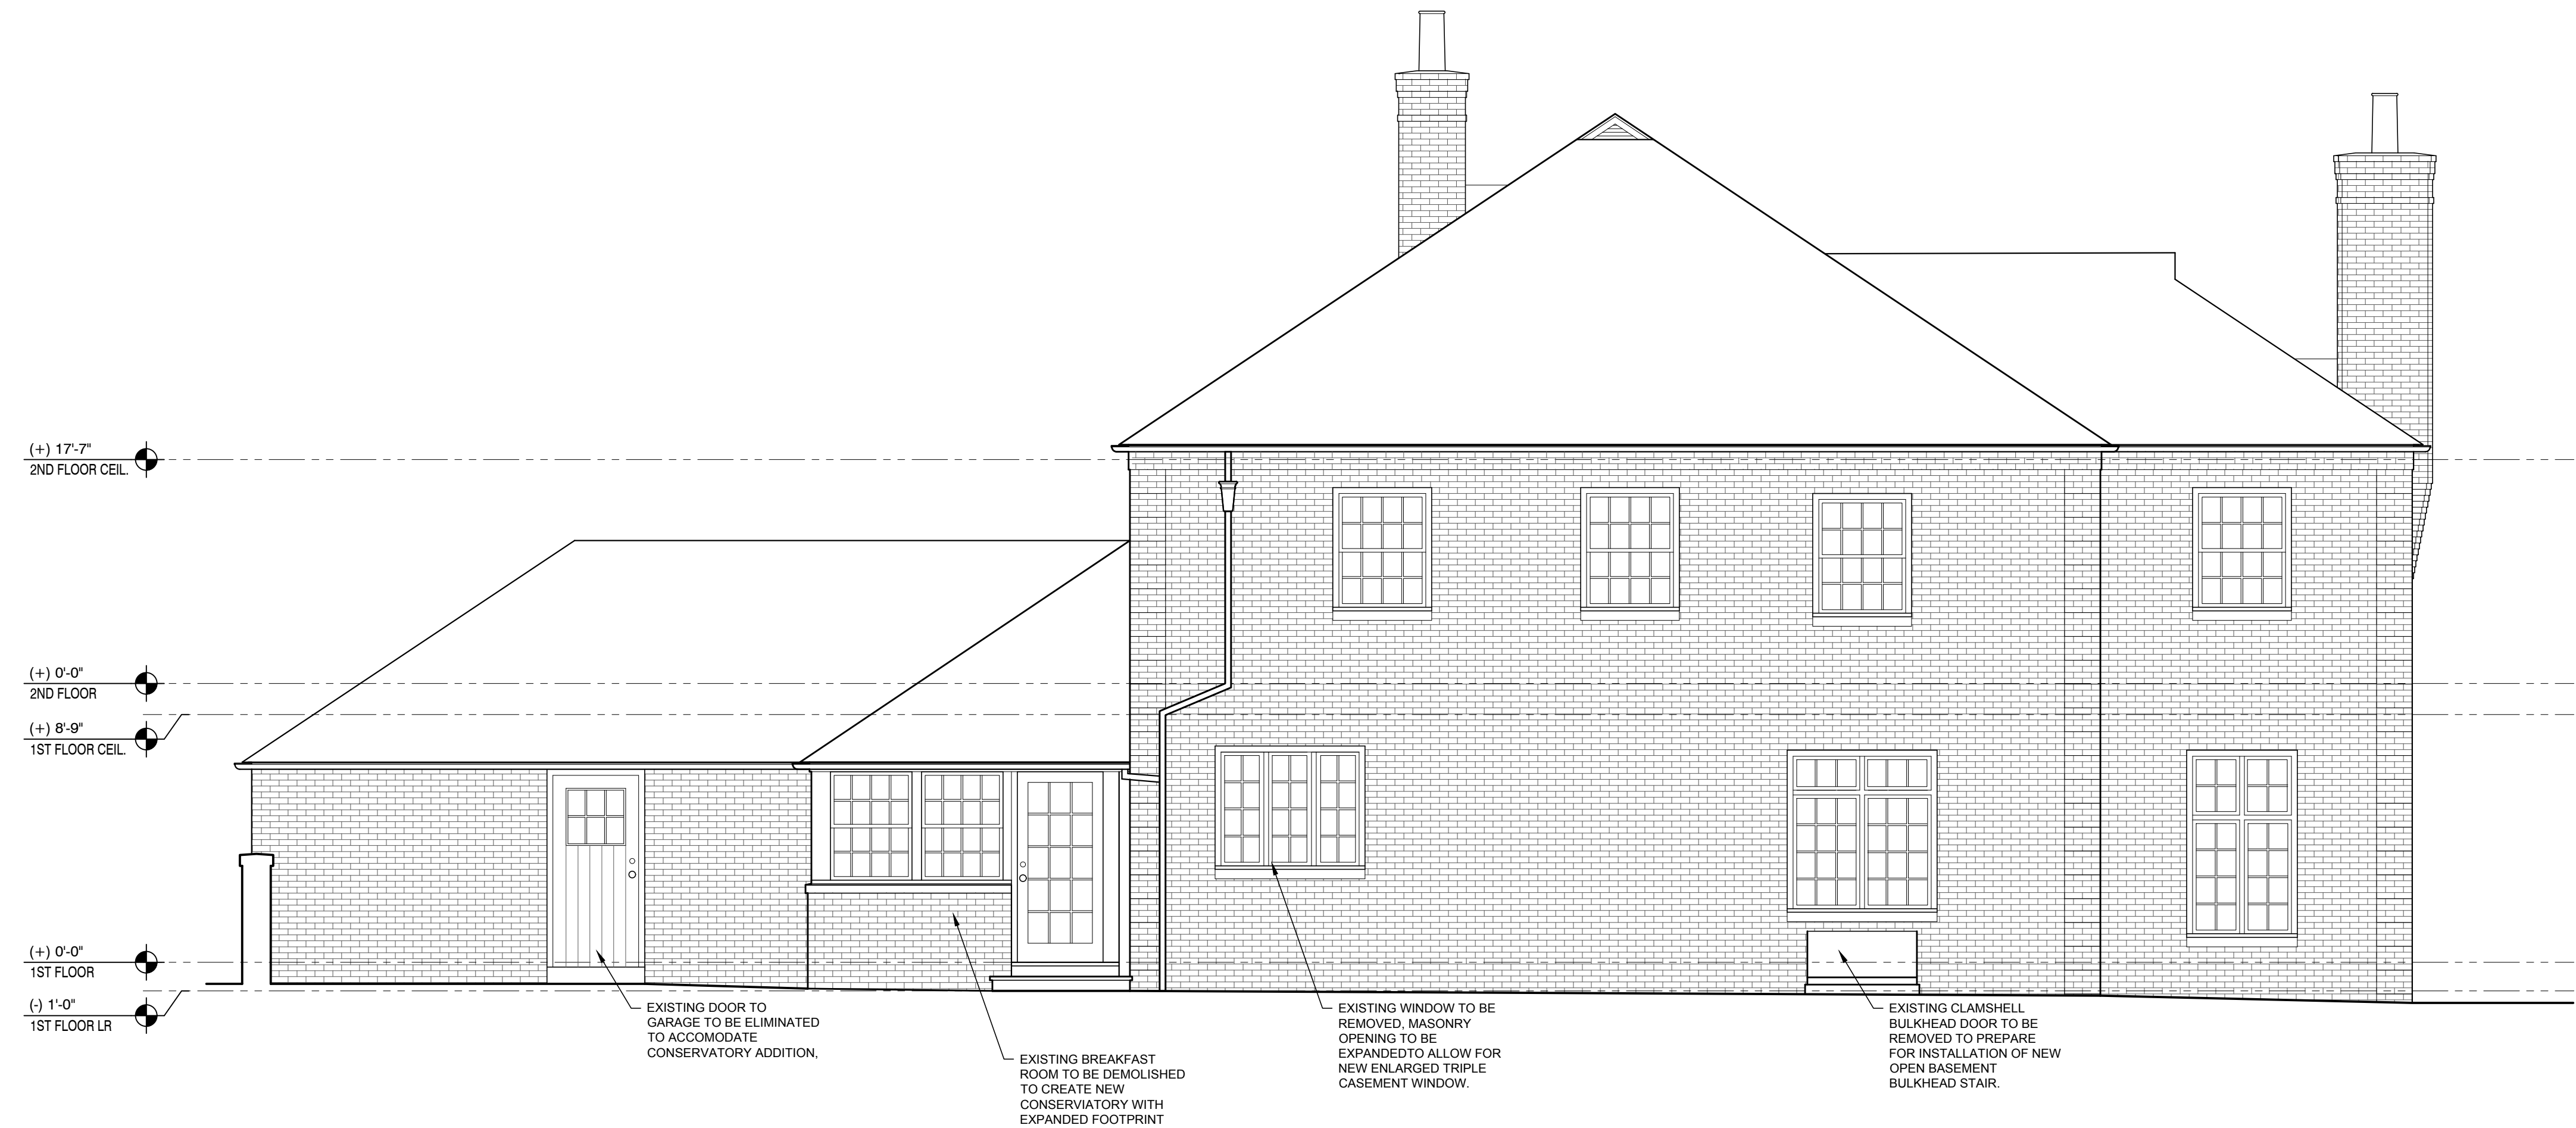 (+) 17'-7"
2ND FLOOR CEIL.
(+) 0'-0"
2ND FLOOR
(+) 8'-9"
1ST FLOOR CEIL.
(+) 0'-0"
1ST FLOOR
(-) 1'-0"
1ST FLOOR LR
EXISTING DOOR TO
GARAGE TO BE ELIMINATED
TO ACCOMODATE
CONSERVATORY ADDITION,
EXISTING BREAKFAST
ROOM TO BE DEMOLISHED
TO CREATE NEW
CONSERVIATORY WITH
EXPANDED FOOTPRINT
EXISTING WINDOW TO BE
REMOVED, MASONRY
OPENING TO BE
EXPANDEDTO ALLOW FOR
NEW ENLARGED TRIPLE
CASEMENT WINDOW.
EXISTING CLAMSHELL
BULKHEAD DOOR TO BE
REMOVED TO PREPARE
FOR INSTALLATION OF NEW
OPEN BASEMENT
BULKHEAD STAIR.